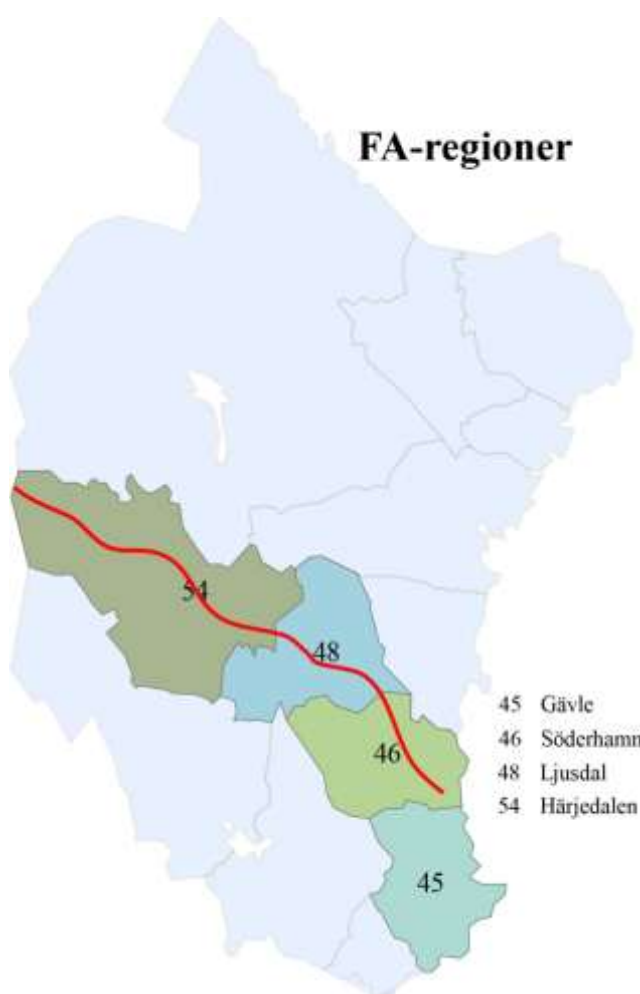 FA-regioner
54
48
46
45
45 Gävle
46 Söderhamn
48 Ljusdal
54 Härjedalen